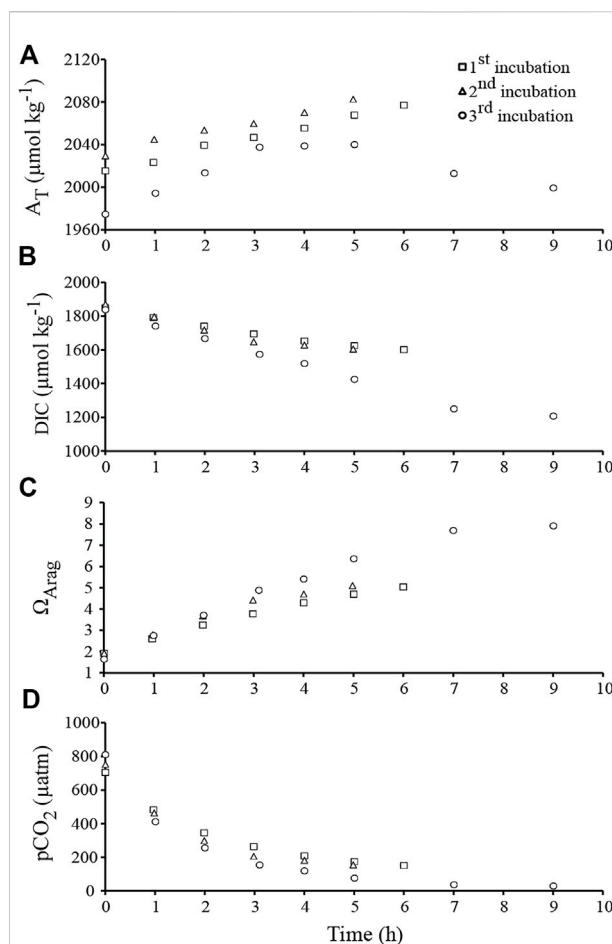 A
2120
2080
2040
2000
1960
A_T (µmol kg⁻¹)
1st incubation
2nd incubation
3rd incubation
0 1 2 3 4 5 6 7 8 9 10
B
2000
1800
1600
1400
1200
1000
DIC (µmol kg⁻¹)
0 1 2 3 4 5 6 7 8 9 10
C
9
8
7
6
5
4
3
2
1
Ω_Arag
0 1 2 3 4 5 6 7 8 9 10
D
1000
800
600
400
200
0
pCO₂ (µatm)
0 1 2 3 4 5 6 7 8 9 10
Time (h)